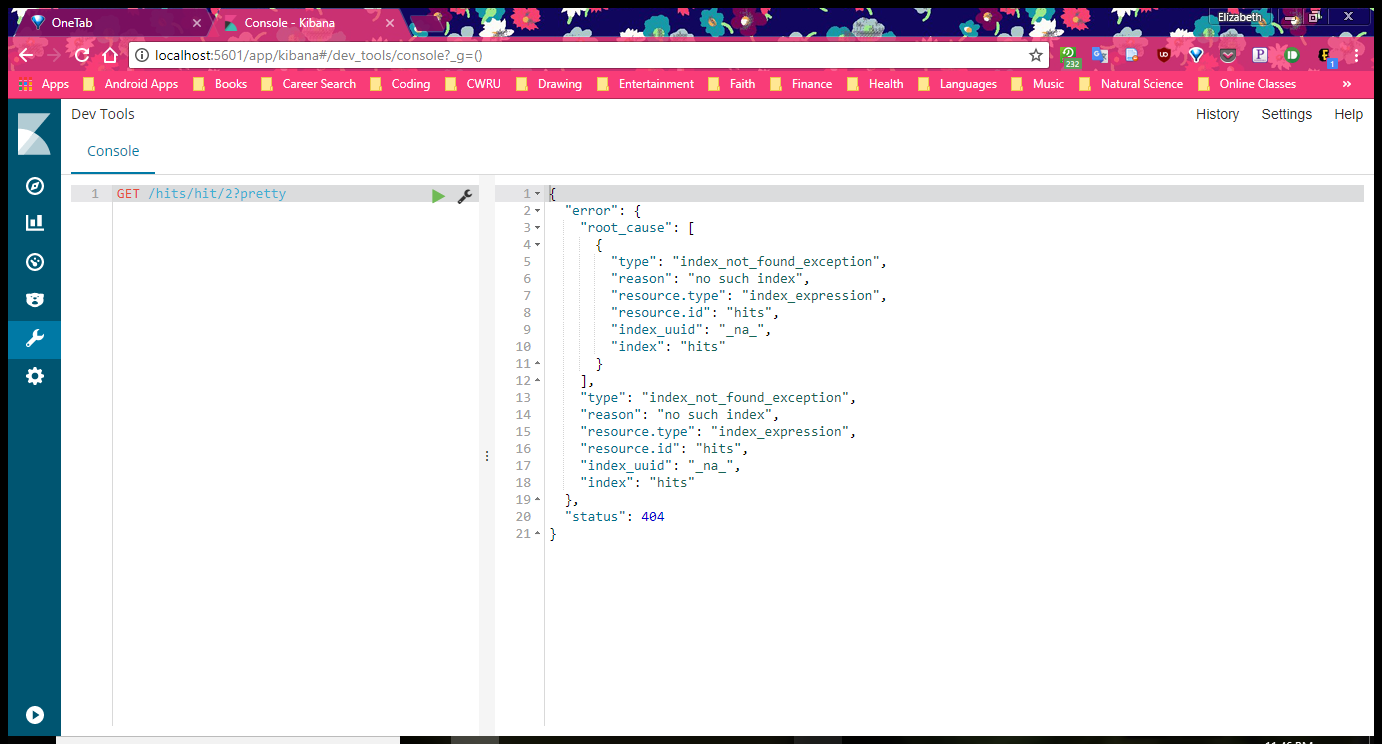 OneTab
Console - Kibana
Elizabeth
localhost:5601/app/kibana#/dev_tools/console?_g=()
232
UD
P
1
Apps
Android Apps
Books
Career Search
Coding
CWRU
Drawing
Entertainment
Faith
Finance
Health
Languages
Music
Natural Science
Online Classes
»
Dev Tools
History
Settings
Help
Console
1 GET /hits/hit/2?pretty
1 {
2 "error": {
3 "root_cause": [
4 {
5 "type": "index_not_found_exception",
6 "reason": "no such index",
7 "resource.type": "index_expression",
8 "resource.id": "hits",
9 "index_uuid": "_na_",
10 "index": "hits"
11 }
12 ],
13 "type": "index_not_found_exception",
14 "reason": "no such index",
15 "resource.type": "index_expression",
16 "resource.id": "hits",
17 "index_uuid": "_na_",
18 "index": "hits"
19 },
20 "status": 404
21 }